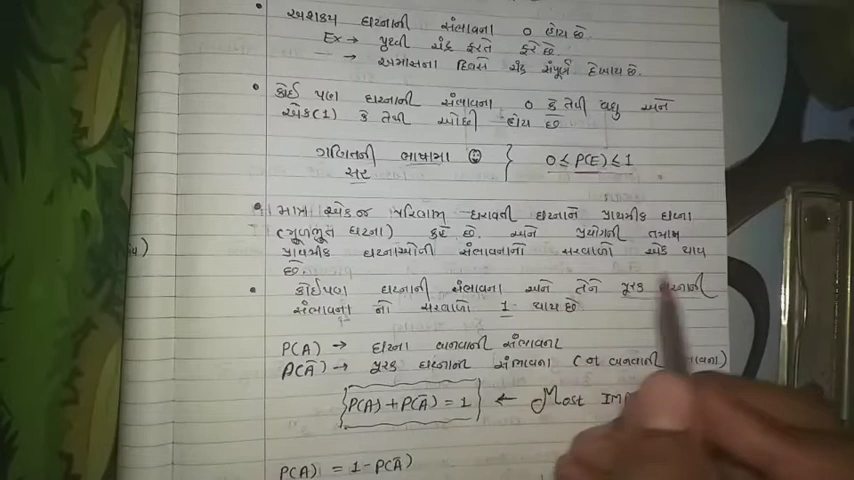 અશક્ય ઘટનાની સંભાવના 0 હોય છે.
Ex → પૃથ્વી ચંદ્ર ફરતે ફરે છે.
→ અમાસના દિવસે ચંદ્ર સંપૂર્ણ દેખાય છે.
કોઈ પણ ઘટનાની સંભાવના 0 કે તેથી વધુ અને
એક(1) કે તેથી ઓછી હોય છે
ગણિતની ભાષામા } 0 ≤ P(E) ≤ 1
સર
માત્ર એક જ પરિણામ ધરાવતી ઘટનાને પ્રાથમીક ઘટના
(મૂળભુત ઘટના) કહે છે. અને પ્રયોગની તમામ
પ્રાથમીક ઘટનાઓની સંભાવનાનો સરવાળો એક થાય
છે.
કોઈપણ ઘટનાની સંભાવના અને તેને પૂરક ઘટનાની
સંભાવના નો સરવાળો 1 થાય છે
P(A) → ઘટના બનવાની સંભાવના
P(Ā) → પૂરક ઘટનાની સંભાવના (ન બનવાની
P(A) + P(Ā) = 1 ← Most IMP
P(A) = 1 - P(Ā)